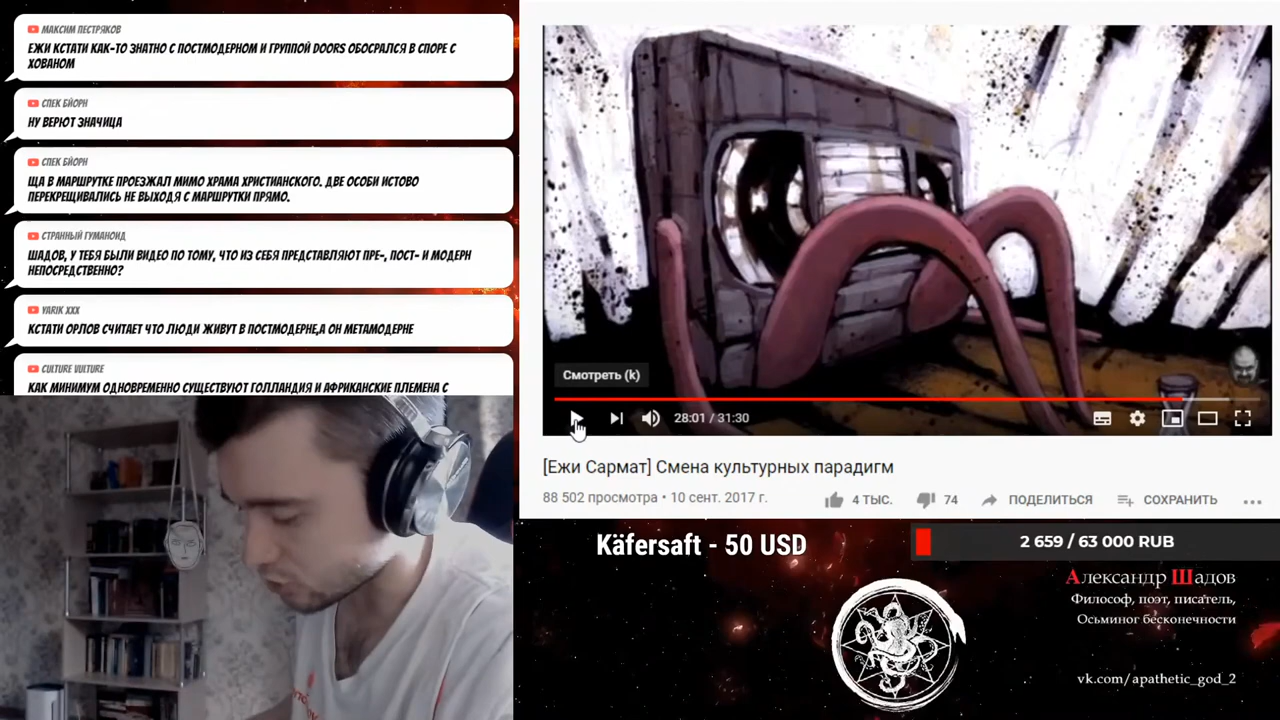 МАКСИМ ПЕСТРЯКОВ
ЕЖИ КСТАТИ КАК-ТО ЗНАТНО С ПОСТМОДЕРНОМ И ГРУППОЙ DOORS ОБОСРАЛСЯ В СПОРЕ С
ХОВАНОМ
СПЕК БЙОРН
НУ ВЕРЮТ ЗНАЧИЦА
СПЕК БЙОРН
ЩА В МАРШРУТКЕ ПРОЕЗЖАЛ МИМО ХРАМА ХРИСТИАНСКОГО. ДВЕ ОСОБИ ИСТОВО
ПЕРЕКРЕЩИВАЛИСЬ НЕ ВЫХОДЯ С МАРШРУТКИ ПРЯМО.
СТРАННЫЙ ГУМАНОИД
ШАДОВ, У ТЕБЯ БЫЛИ ВИДЕО ПО ТОМУ, ЧТО ИЗ СЕБЯ ПРЕДСТАВЛЯЮТ ПРЕ-, ПОСТ- И МОДЕРН
НЕПОСРЕДСТВЕННО?
YARIK XXX
КСТАТИ ОРЛОВ СЧИТАЕТ ЧТО ЛЮДИ ЖИВУТ В ПОСТМОДЕРНЕ,А ОН МЕТАМОДЕРНЕ
CULTURE VULTURE
КАК МИНИМУМ ОДНОВРЕМЕННО СУЩЕСТВУЮТ ГОЛЛАНДИЯ И АФРИКАНСКИЕ ПЛЕМЕНА С
Смотреть (k)
28:01 / 31:30
[Ежи Сармат] Смена культурных парадигм
88 502 просмотра • 10 сент. 2017 г.
4 ТЫС.
74
ПОДЕЛИТЬСЯ
СОХРАНИТЬ
Käfersaft - 50 USD
2 659 / 63 000 RUB
Александр Шадов
Философ, поэт, писатель,
Осьминог бесконечности
vk.com/apathetic_god_2